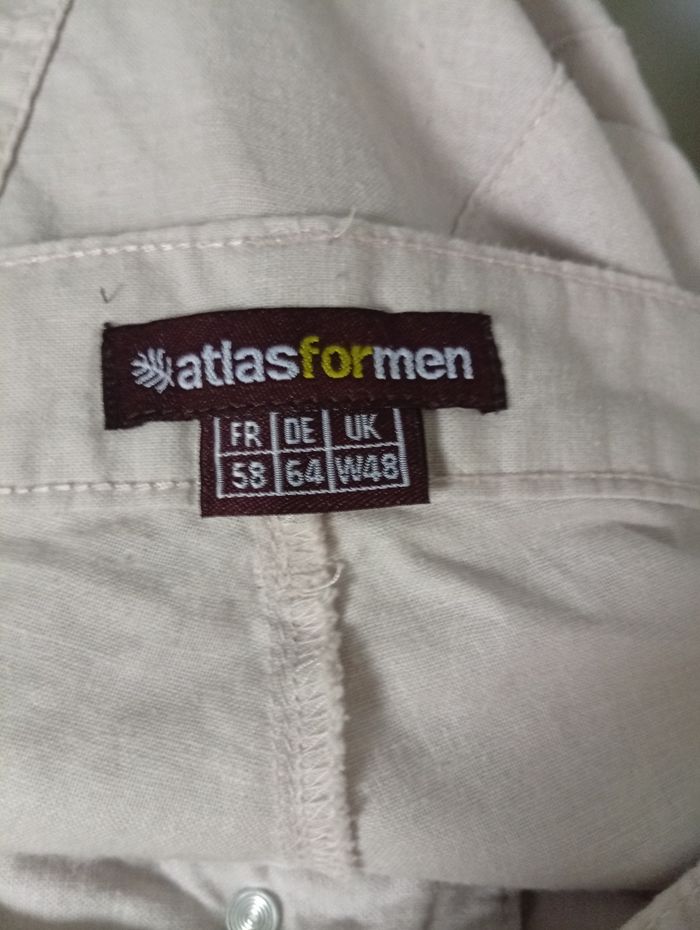 atlasformen
FR DE UK
58 64 W48